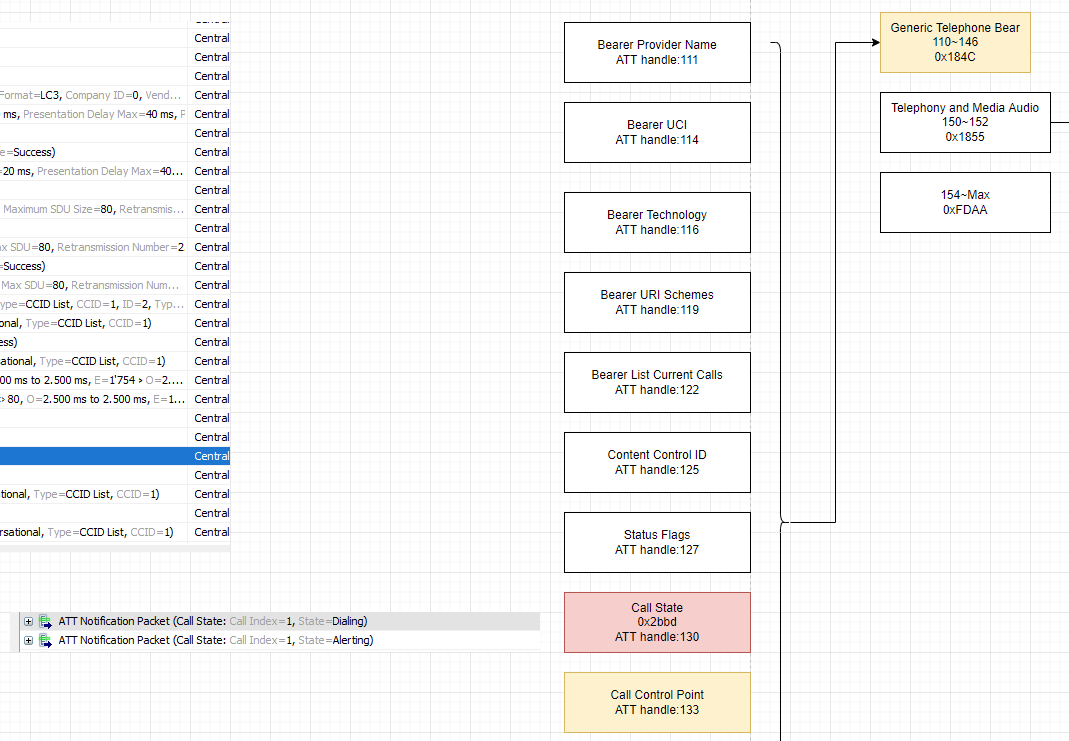 Central
Central
Central
Format=LC3, Company ID=0, Vend... Central
ms, Presentation Delay Max=40 ms, P Central
Central
e=Success) Central
=20 ms, Presentation Delay Max=40... Central
Central
Maximum SDU Size=80, Retransmis... Central
Central
x SDU=80, Retransmission Number=2 Central
=Success) Central
Max SDU=80, Retransmission Num... Central
ype=CCID List, CCID=1, ID=2, Typ... Central
onal, Type=CCID List, CCID=1) Central
ess) Central
ational, Type=CCID List, CCID=1) Central
00 ms to 2.500 ms, E=1'754 > O=2.... Central
> 80, O=2.500 ms to 2.500 ms, E=1... Central
Central
Central
Central
Central
tional, Type=CCID List, CCID=1) Central
Central
rsational, Type=CCID List, CCID=1) Central
ATT Notification Packet (Call State: Call Index=1, State=Dialing)
ATT Notification Packet (Call State: Call Index=1, State=Alerting)
Bearer Provider Name
ATT handle:111
Bearer UCI
ATT handle:114
Bearer Technology
ATT handle:116
Bearer URI Schemes
ATT handle:119
Bearer List Current Calls
ATT handle:122
Content Control ID
ATT handle:125
Status Flags
ATT handle:127
Call State
0x2bbd
ATT handle:130
Call Control Point
ATT handle:133
Generic Telephone Bear
110~146
0x184C
Telephony and Media Audio
150~152
0x1855
154~Max
0xFDAA